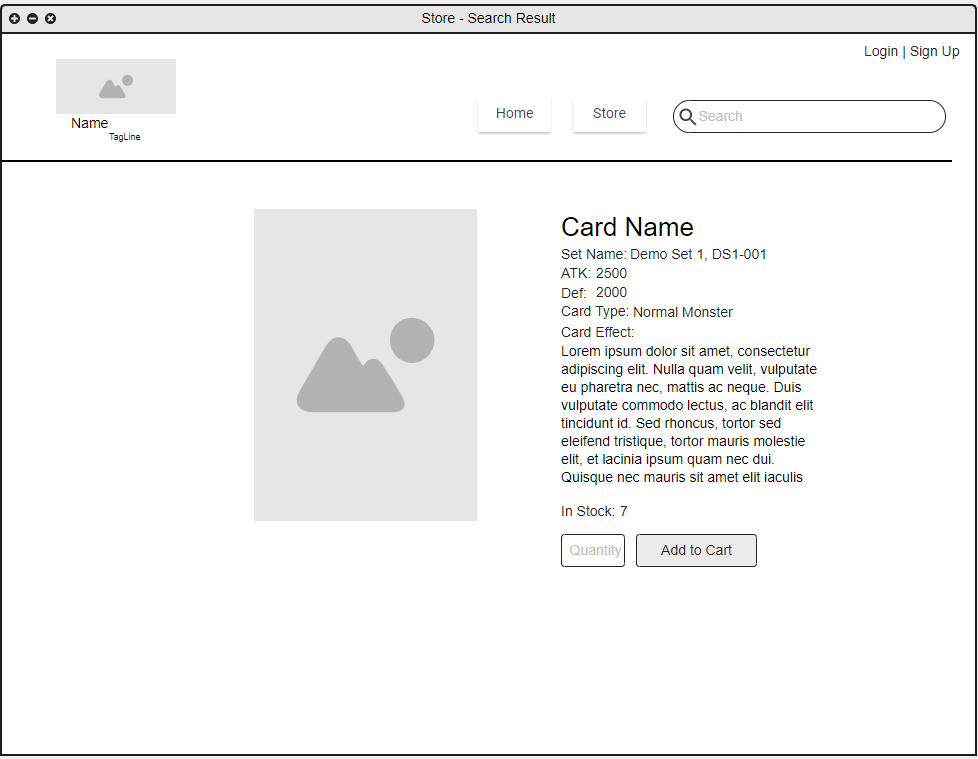 Store - Search Result
Login | Sign Up
Name
TagLine
Home
Store
Search
Card Name
Set Name: Demo Set 1, DS1-001
ATK: 2500
Def: 2000
Card Type: Normal Monster
Card Effect:
Lorem ipsum dolor sit amet, consectetur
adipiscing elit. Nulla quam velit, vulputate
eu pharetra nec, mattis ac neque. Duis
vulputate commodo lectus, ac blandit elit
tincidunt id. Sed rhoncus, tortor sed
eleifend tristique, tortor mauris molestie
elit, et lacinia ipsum quam nec dui.
Quisque nec mauris sit amet elit iaculis
In Stock: 7
Quantity
Add to Cart